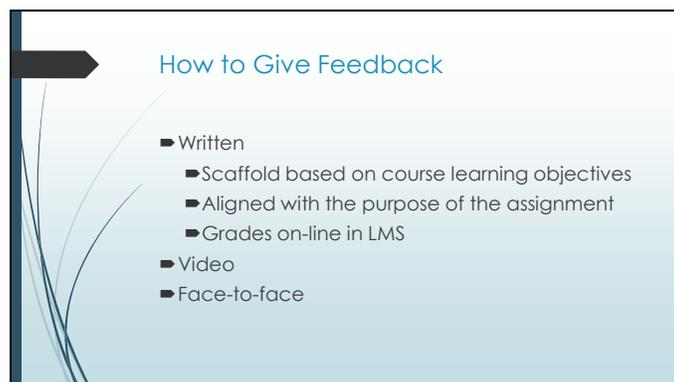 How to Give Feedback
Written
Scaffold based on course learning objectives
Aligned with the purpose of the assignment
Grades on-line in LMS
Video
Face-to-face